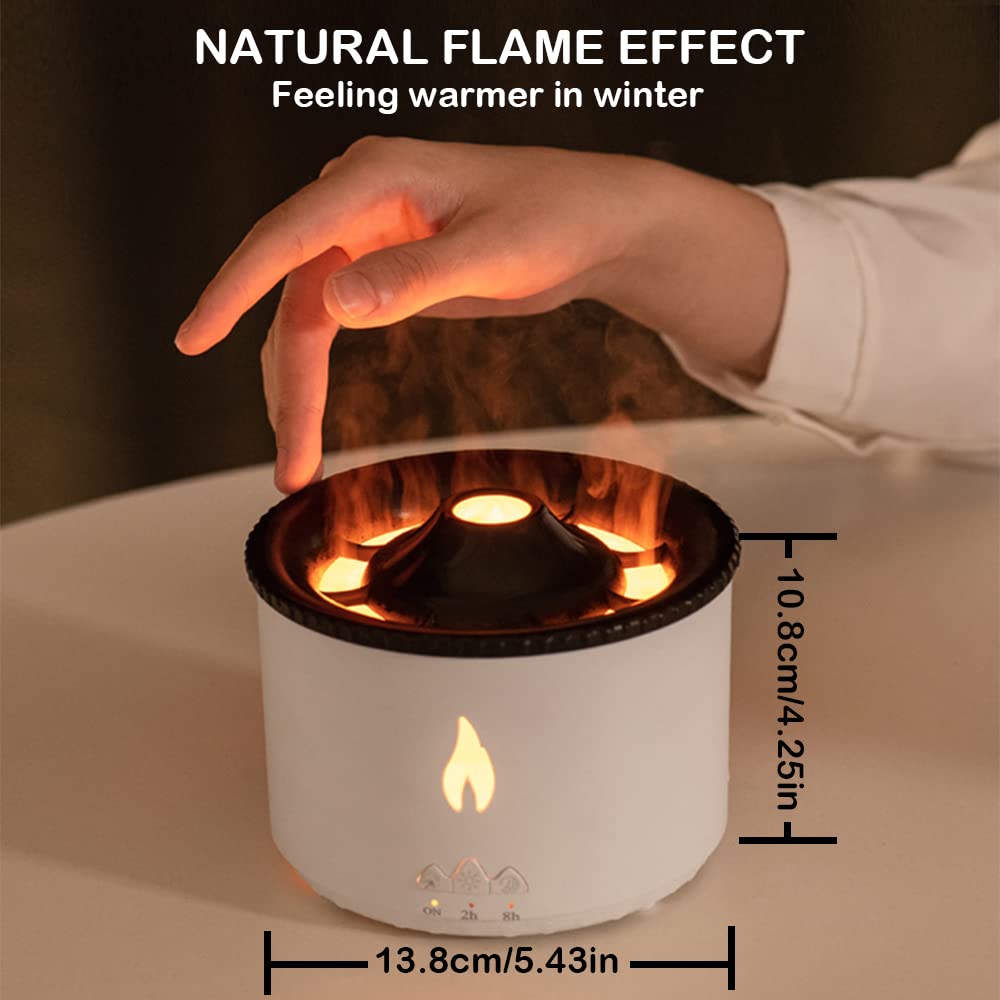 NATURAL FLAME EFFECT
Feeling warmer in winter
10.8cm/4.25in
ON 2h 8h
13.8cm/5.43in